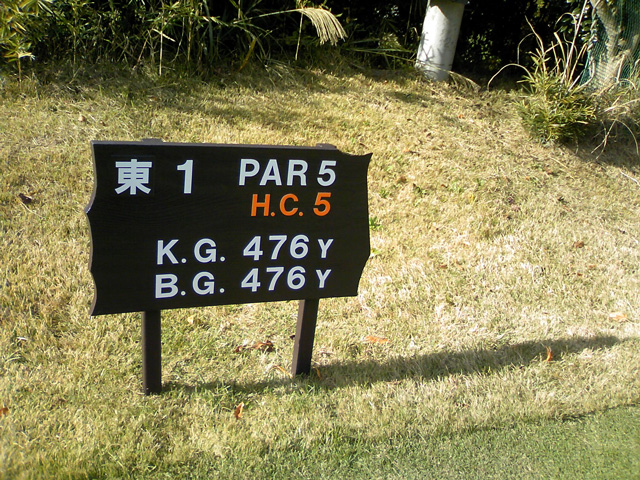 東 1 PAR 5
H.C. 5
K.G. 476 Y
B.G. 476 Y